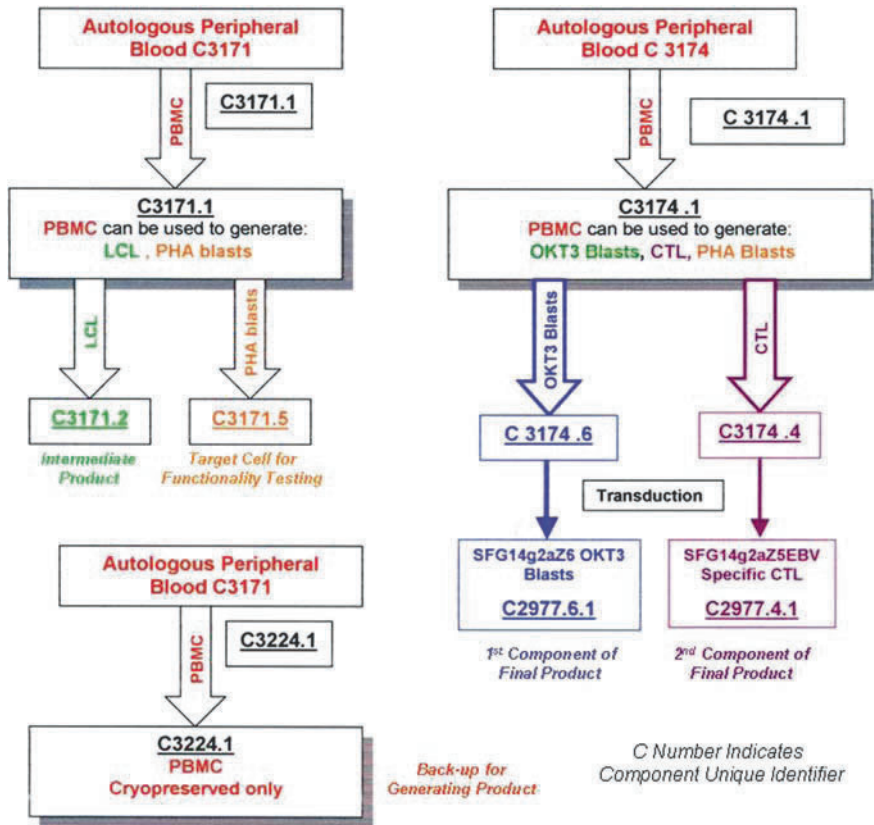 Autologous Peripheral
Blood C3171
PBMC
C3171.1
C3171.1
PBMC can be used to generate:
LCL , PHA blasts
LCL
PHA blasts
C3171.2
C3171.5
Intermediate
Product
Target Cell for
Functionality Testing
Autologous Peripheral
Blood C 3174
PBMC
C 3174 .1
C3174 .1
PBMC can be used to generate:
OKT3 Blasts, CTL, PHA Blasts
OKT3 Blasts
CTL
C 3174 .6
C3174 .4
Transduction
SFG14g2aZ6 OKT3
Blasts
C2977.6.1
SFG14g2aZ5EBV
Specific CTL
C2977.4.1
1st Component of
Final Product
2nd Component of
Final Product
Autologous Peripheral
Blood C3171
PBMC
C3224.1
C3224.1
PBMC
Cryopreserved only
Back-up for
Generating Product
C Number Indicates
Component Unique Identifier